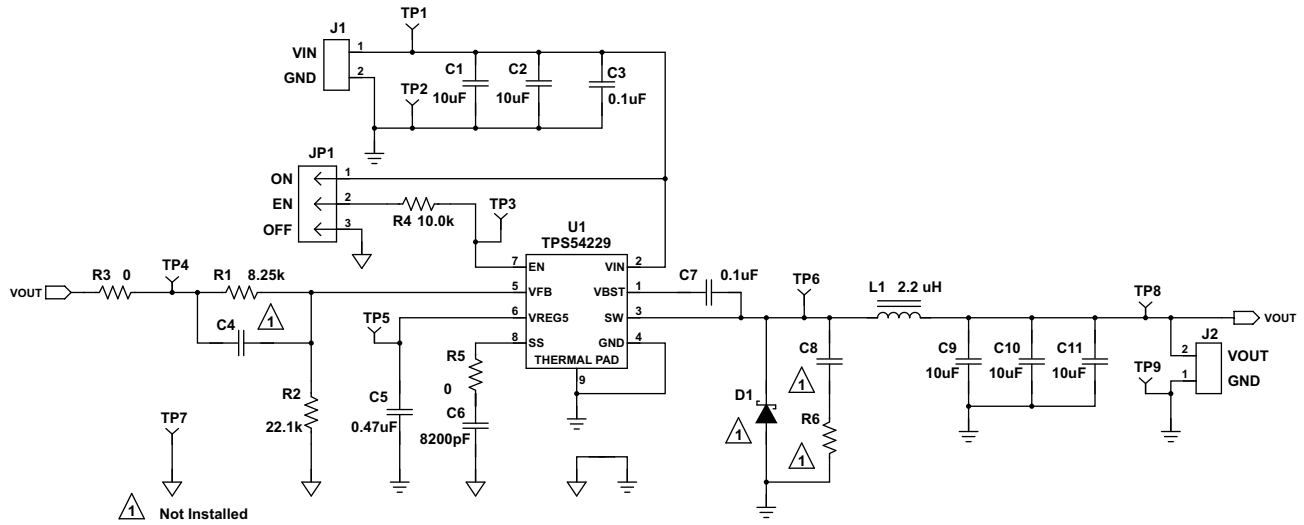 TP1
J1
VIN 1
GND 2
C1
10uF
C2
10uF
C3
0.1uF
TP2
JP1
ON 1
EN 2
OFF 3
R4 10.0k
TP3
U1
TPS54229
7 EN
5 VFB
6 VREG5
8 SS
VIN 2
VBST 1
SW 3
GND 4
THERMAL PAD
9
VOUT
R3 0
TP4
R1 8.25k
1
C4
R2
22.1k
TP7
TP5
C5
0.47uF
R5
0
C6
8200pF
C7
0.1uF
TP6
L1 2.2 uH
D1
1
C8
1
R6
1
C9
10uF
C10
10uF
C11
10uF
TP8
VOUT
J2
2 VOUT
1 GND
TP9
1 Not Installed